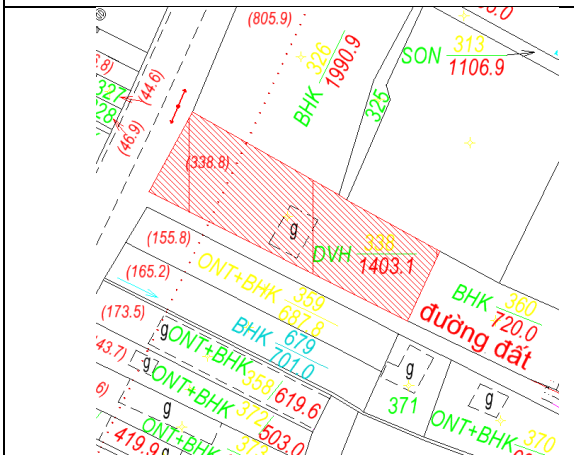 (805.9)
BHK 326
1990.9
SON 313
1106.9
325
327
(44.6)
(46.9)
(338.8)
g
DVH 338
1403.1
(155.8)
(165.2)
(173.5)
ONT+BHK 359
687.8
BHK 360
720.0
đường đất
BHK 679
701.0
g
ONT+BHK 358
619.6
g
ONT+BHK 372
503.0
g
ONT+BHK 373
419.9
g
g
371
g
ONT+BHK 370